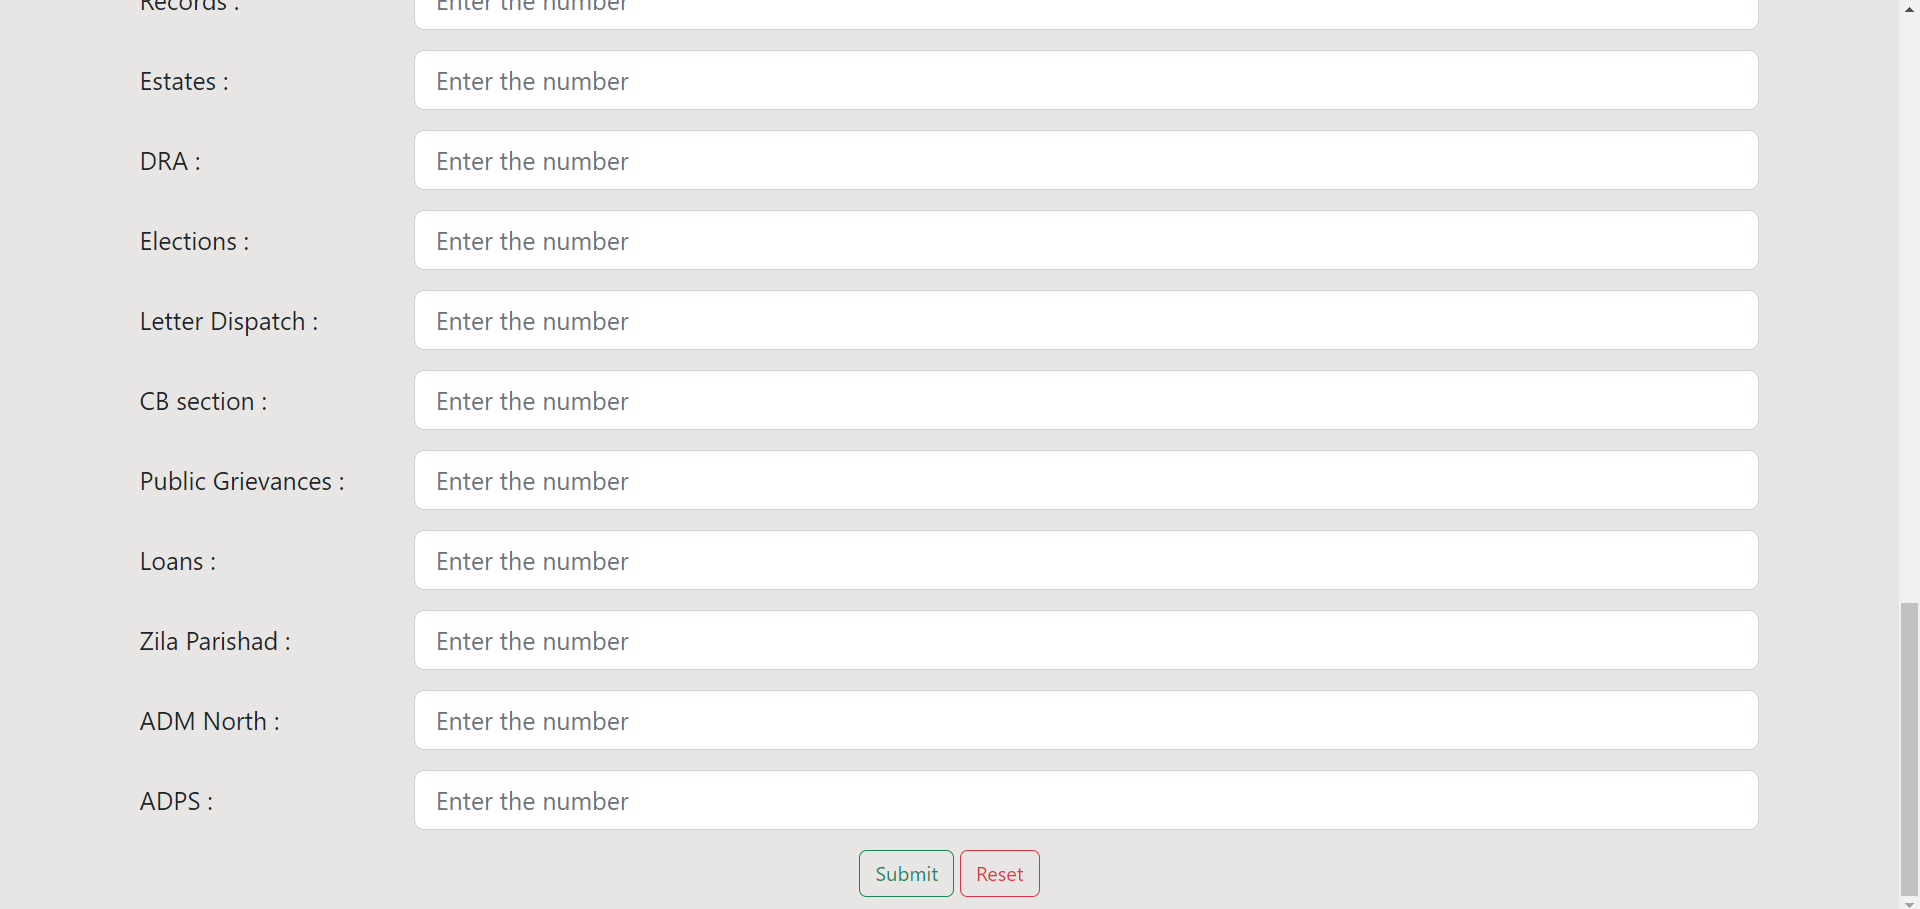 Records : Enter the number
Estates : Enter the number
DRA : Enter the number
Elections : Enter the number
Letter Dispatch : Enter the number
CB section : Enter the number
Public Grievances : Enter the number
Loans : Enter the number
Zila Parishad : Enter the number
ADM North : Enter the number
ADPS : Enter the number
Submit Reset